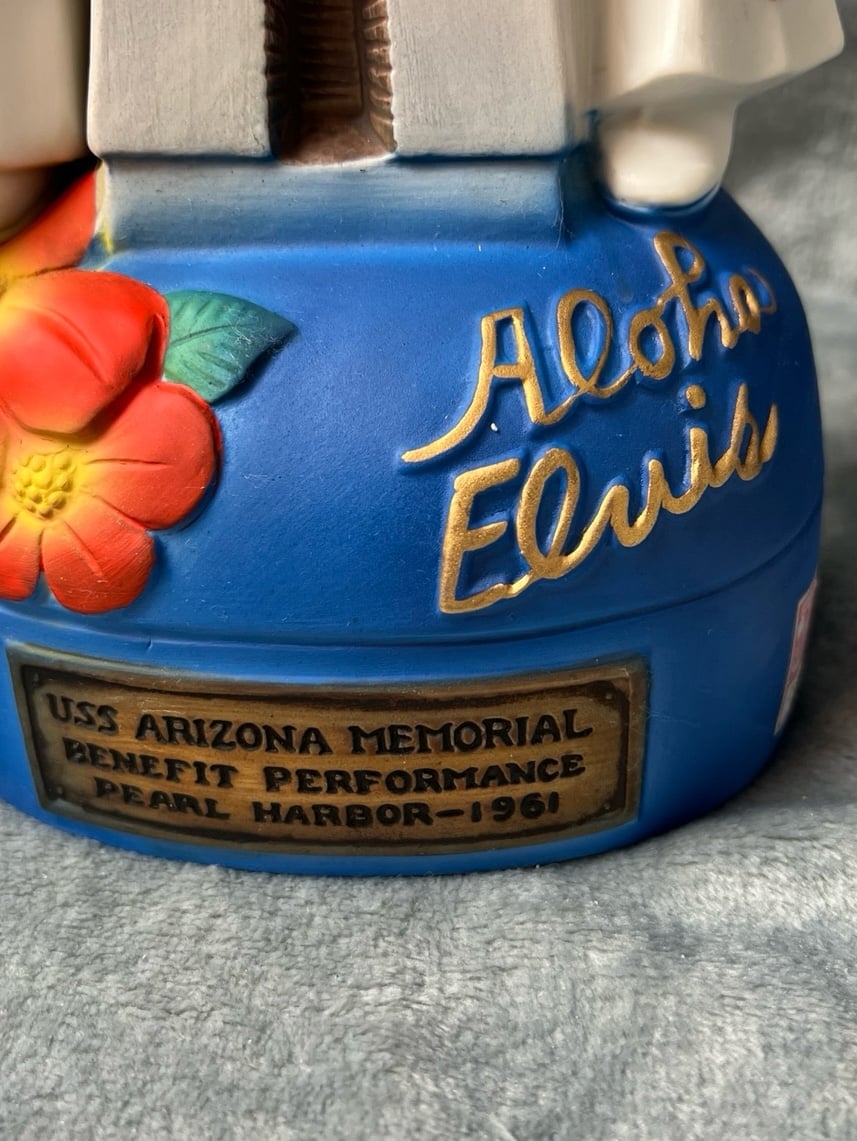 Aloha
Elvis
USS ARIZONA MEMORIAL
BENEFIT PERFORMANCE
PEARL HARBOR-1961